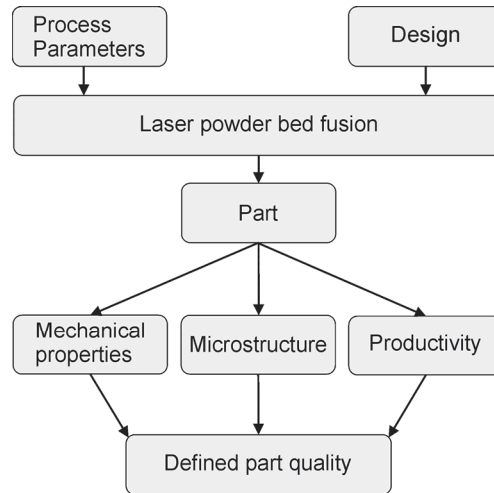 Process
Parameters
Design
Laser powder bed fusion
Part
Mechanical
properties
Microstructure
Productivity
Defined part quality